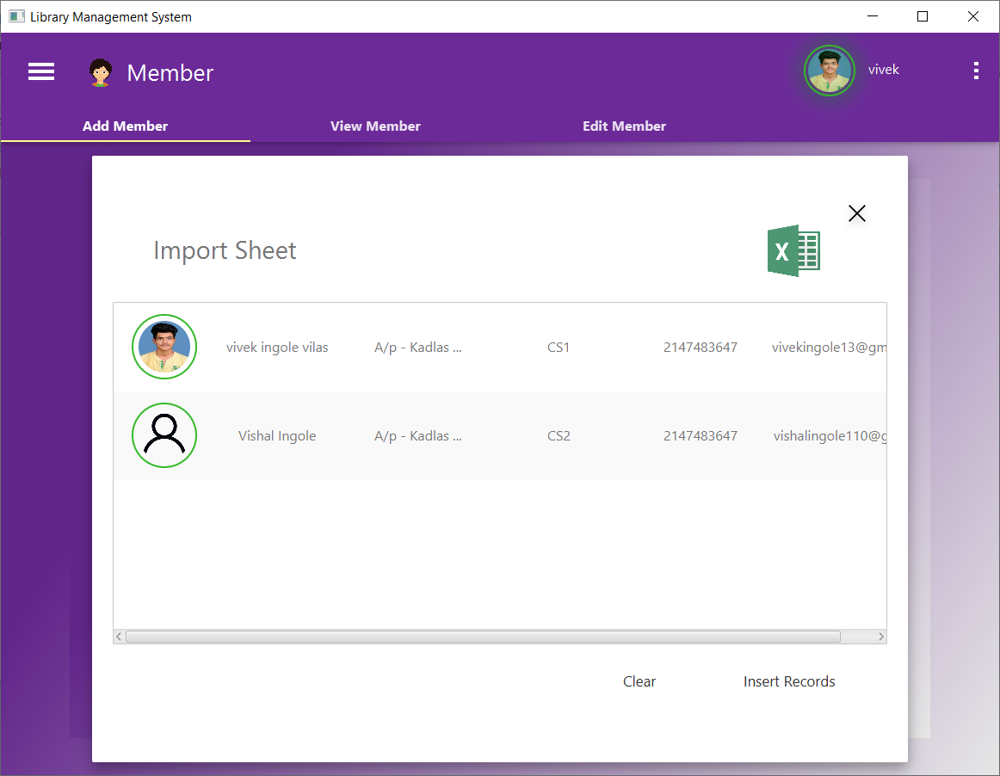 Library Management System
Member
vivek
Add Member View Member Edit Member
Import Sheet
X
vivek ingole vilas A/p - Kadlas ... CS1 2147483647 vivekingole13@gm
Vishal Ingole A/p - Kadlas ... CS2 2147483647 vishalingole110@g
Clear Insert Records